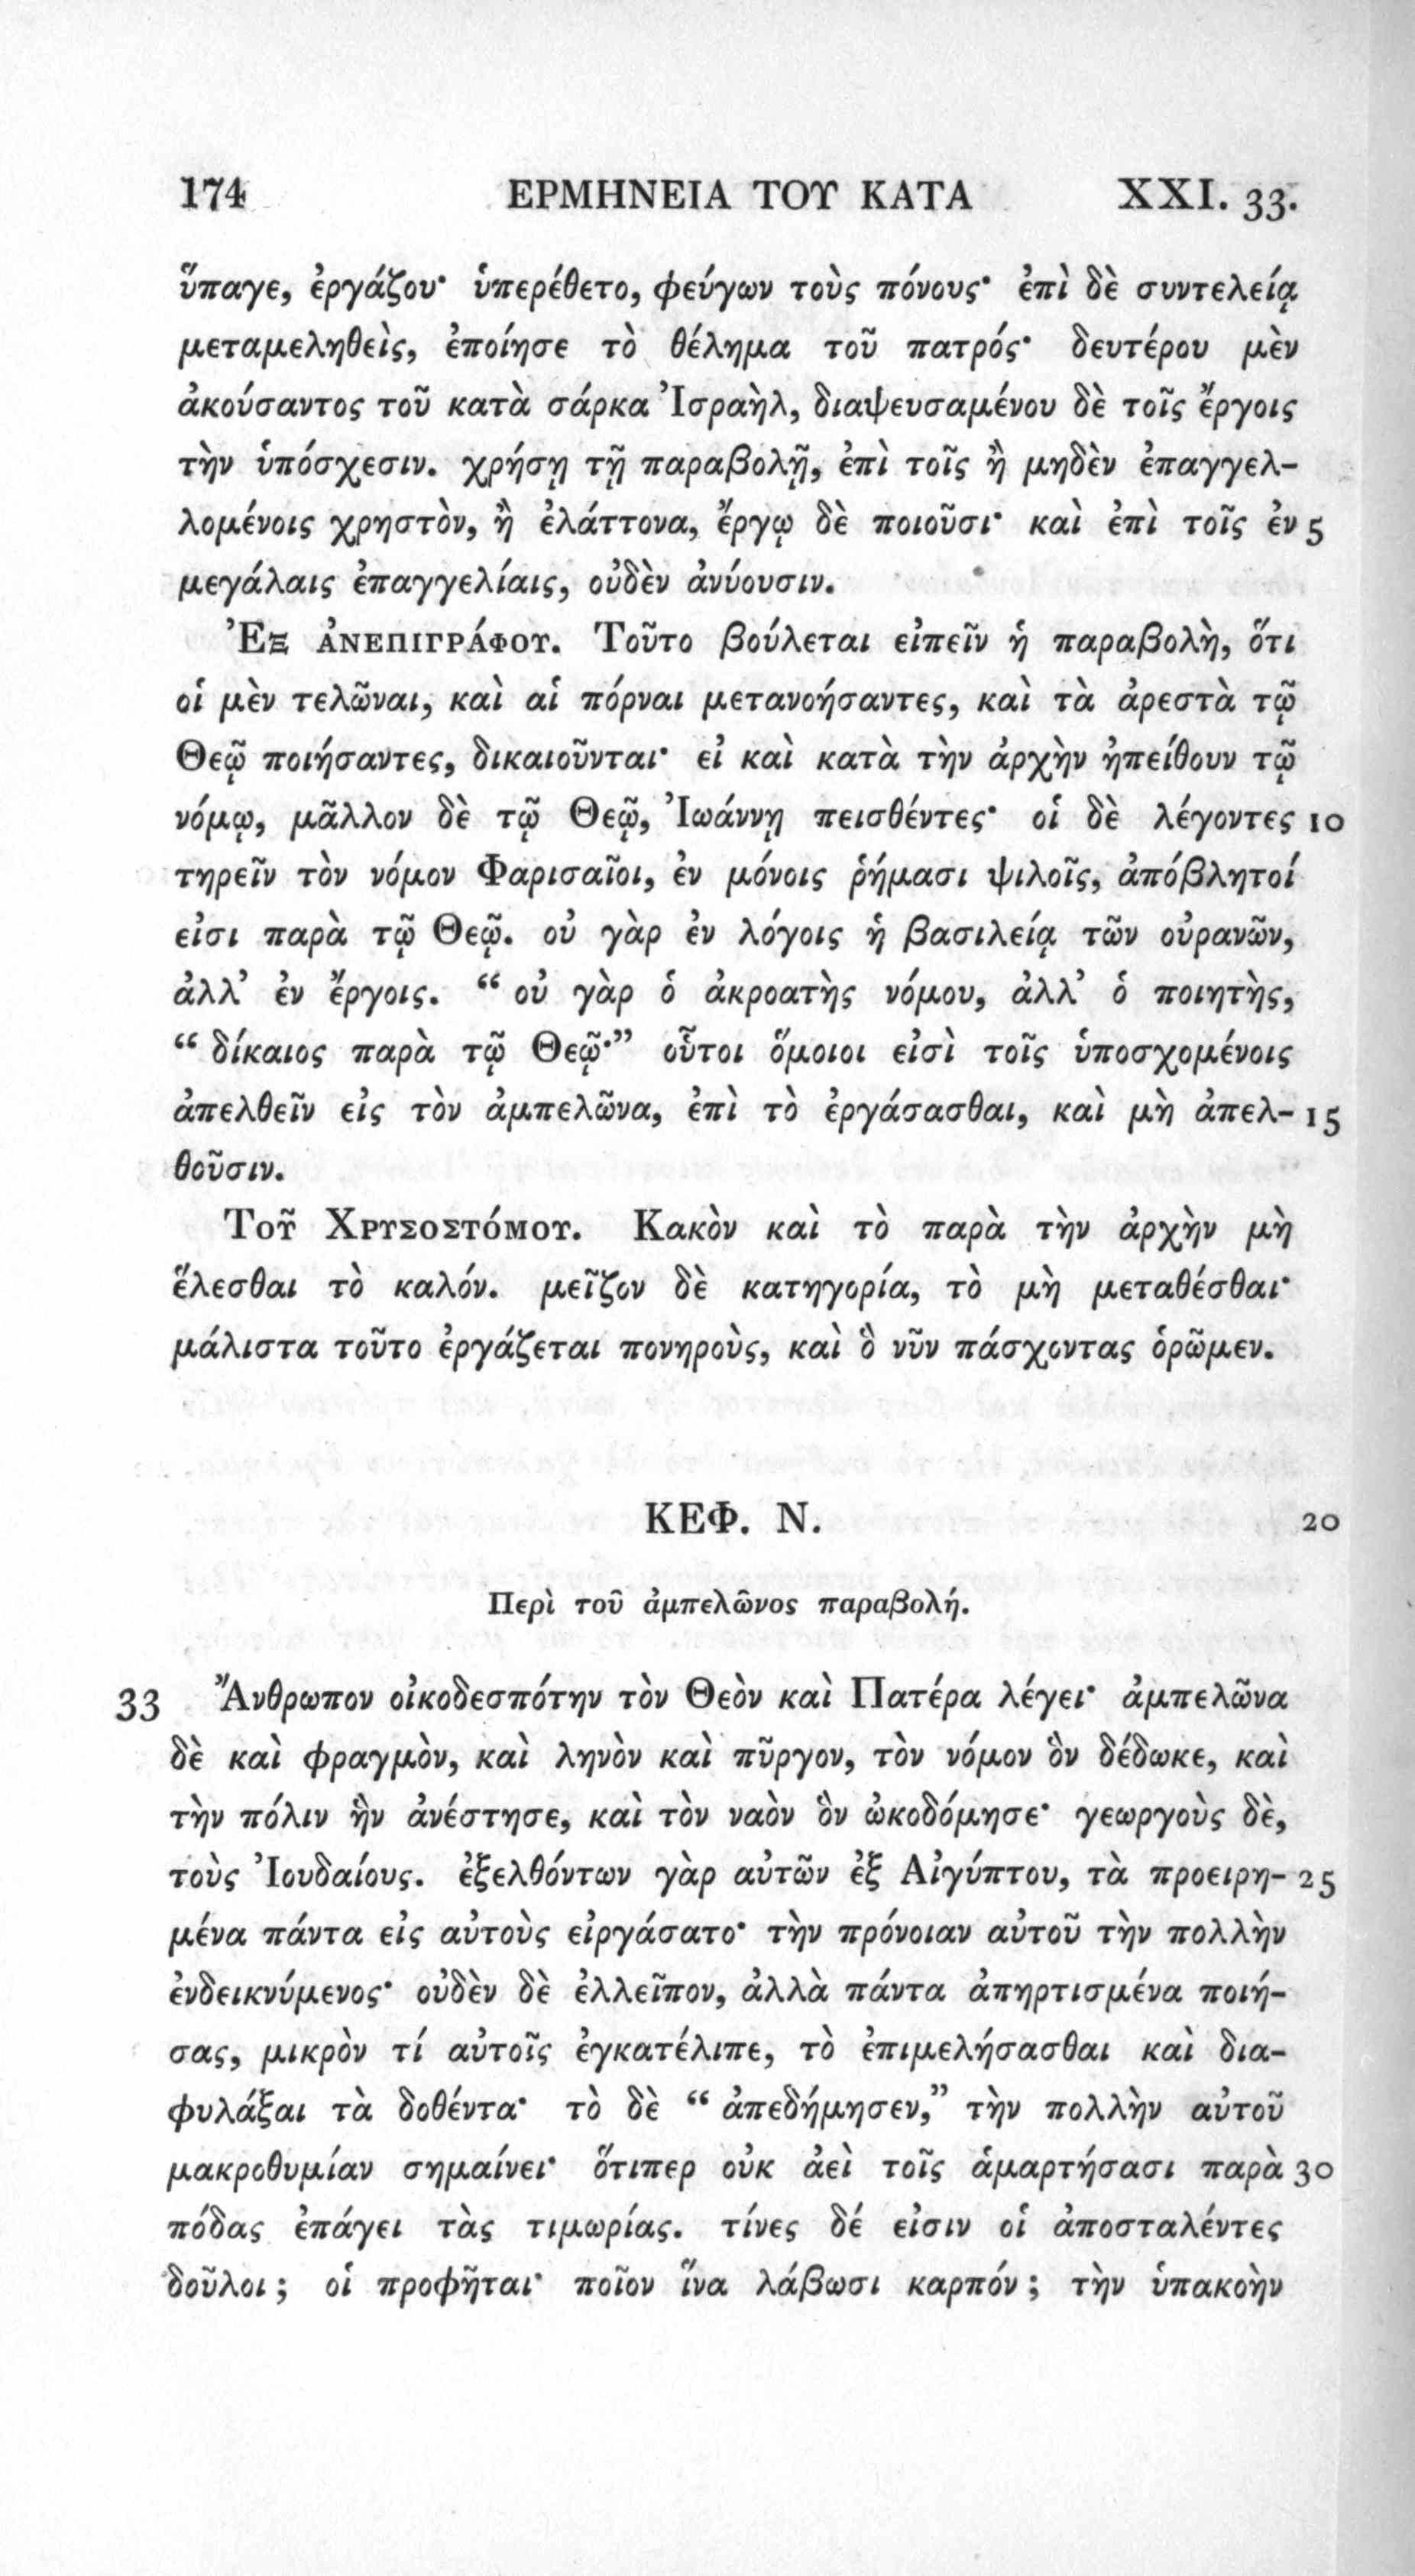 174 ΕΡΜΗΝΕΙΑ ΤΟΥ ΚΑΤΑ XXI. 33.
ὕπαγε, ἐργάζου· ὑπερέθετο, φεύγων τοὺς πόνους· ἐπὶ δὲ συντελείᾳ
μεταμεληθεὶς, ἐποίησε τὸ θέλημα τοῦ πατρός· δευτέρου μὲν
ἀκούσαντος τοῦ κατὰ σάρκα Ἰσραὴλ, διαψευσαμένου δὲ τοῖς ἔργοις
τὴν ὑπόσχεσιν. χρήσῃ τῇ παραβολῇ, ἐπὶ τοῖς ἢ μηδὲν ἐπαγγελ-
λομένοις χρηστὸν, ἢ ἐλάττονα, ἔργῳ δὲ ποιοῦσι· καὶ ἐπὶ τοῖς ἐν 5
μεγάλαις ἐπαγγελίαις, οὐδὲν ἀνύουσιν.
Ἐξ ἀνεπιγράφου. Τοῦτο βούλεται εἰπεῖν ἡ παραβολὴ, ὅτι
οἱ μὲν τελῶναι, καὶ αἱ πόρναι μετανοήσαντες, καὶ τὰ ἀρεστὰ τῷ
Θεῷ ποιήσαντες, δικαιοῦνται· εἰ καὶ κατὰ τὴν ἀρχὴν ἠπείθουν τῷ
νόμῳ, μᾶλλον δὲ τῷ Θεῷ, Ἰωάννῃ πεισθέντες· οἱ δὲ λέγοντες 10
τηρεῖν τὸν νόμον Φαρισαῖοι, ἐν μόνοις ῥήμασι ψιλοῖς, ἀπόβλητοί
εἰσι παρὰ τῷ Θεῷ. οὐ γὰρ ἐν λόγοις ἡ βασιλείᾳ τῶν οὐρανῶν,
ἀλλ’ ἐν ἔργοις. “ οὐ γὰρ ὁ ἀκροατὴς νόμου, ἀλλ’ ὁ ποιητὴς,
“ δίκαιος παρὰ τῷ Θεῷ·” οὗτοι ὅμοιοι εἰσὶ τοῖς ὑποσχομένοις
ἀπελθεῖν εἰς τὸν ἀμπελῶνα, ἐπὶ τὸ ἐργάσασθαι, καὶ μὴ ἀπελ- 15
θοῦσιν.
Τοῦ Χρυσοστόμου. Κακὸν καὶ τὸ παρὰ τὴν ἀρχὴν μὴ
ἕλεσθαι τὸ καλόν. μεῖζον δὲ κατηγορία, τὸ μὴ μεταθέσθαι·
μάλιστα τοῦτο ἐργάζεται πονηροὺς, καὶ ὃ νῦν πάσχοντας ὁρῶμεν.
ΚΕΦ. Ν. 20
Περὶ τοῦ ἀμπελῶνος παραβολή.
33 Ἄνθρωπον οἰκοδεσπότην τὸν Θεὸν καὶ Πατέρα λέγει· ἀμπελῶνα
δὲ καὶ φραγμὸν, καὶ ληνὸν καὶ πῦργον, τὸν νόμον ὃν δέδωκε, καὶ
τὴν πόλιν ἣν ἀνέστησε, καὶ τὸν ναὸν ὃν ὠκοδόμησε· γεωργοὺς δὲ,
τοὺς Ἰουδαίους. ἐξελθόντων γὰρ αὐτῶν ἐξ Αἰγύπτου, τὰ προειρη- 25
μένα πάντα εἰς αὐτοὺς εἰργάσατο· τὴν πρόνοιαν αὐτοῦ τὴν πολλὴν
ἐνδεικνύμενος· οὐδὲν δὲ ἐλλεῖπον, ἀλλὰ πάντα ἀπηρτισμένα ποιή-
σας, μικρὸν τί αὐτοῖς ἐγκατέλιπε, τὸ ἐπιμελήσασθαι καὶ δια-
φυλάξαι τὰ δοθέντα· τὸ δὲ “ ἀπεδήμησεν,” τὴν πολλὴν αὐτοῦ
μακροθυμίαν σημαίνει· ὅτιπερ οὐκ ἀεὶ τοῖς ἁμαρτήσασι παρὰ 30
πόδας ἐπάγει τὰς τιμωρίας. τίνες δέ εἰσιν οἱ ἀποσταλέντες
δοῦλοι ; οἱ προφῆται· ποῖον ἵνα λάβωσι καρπόν ; τὴν ὑπακοὴν